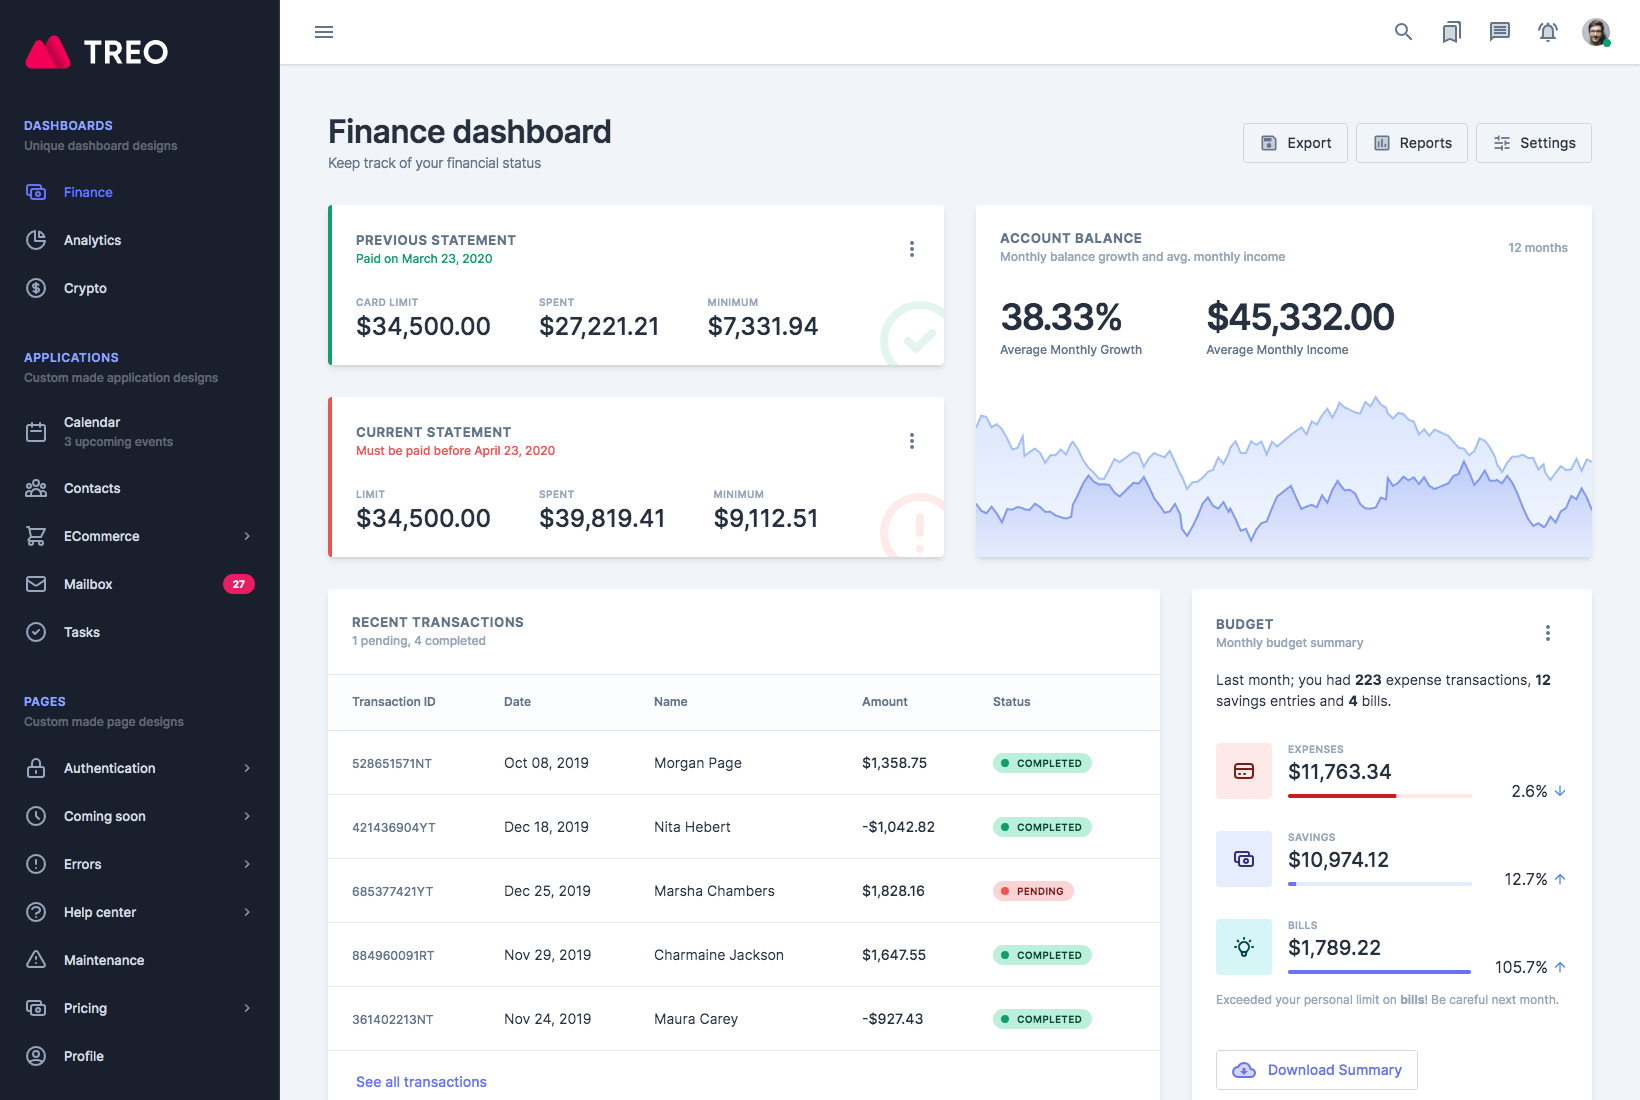 TREO
DASHBOARDS
Unique dashboard designs
Finance
Analytics
Crypto
APPLICATIONS
Custom made application designs
Calendar
3 upcoming events
Contacts
ECommerce
Mailbox
27
Tasks
PAGES
Custom made page designs
Authentication
Coming soon
Errors
Help center
Maintenance
Pricing
Profile
Finance dashboard
Keep track of your financial status
Export
Reports
Settings
PREVIOUS STATEMENT
Paid on March 23, 2020
CARD LIMIT SPENT MINIMUM
$34,500.00 $27,221.21 $7,331.94
CURRENT STATEMENT
Must be paid before April 23, 2020
LIMIT SPENT MINIMUM
$34,500.00 $39,819.41 $9,112.51
ACCOUNT BALANCE
Monthly balance growth and avg. monthly income
12 months
38.33% $45,332.00
Average Monthly Growth Average Monthly Income
RECENT TRANSACTIONS
1 pending, 4 completed
Transaction ID Date Name Amount Status
528651571NT Oct 08, 2019 Morgan Page $1,358.75 COMPLETED
421436904YT Dec 18, 2019 Nita Hebert -$1,042.82 COMPLETED
685377421YT Dec 25, 2019 Marsha Chambers $1,828.16 PENDING
884960091RT Nov 29, 2019 Charmaine Jackson $1,647.55 COMPLETED
361402213NT Nov 24, 2019 Maura Carey -$927.43 COMPLETED
See all transactions
BUDGET
Monthly budget summary
Last month; you had 223 expense transactions, 12
savings entries and 4 bills.
EXPENSES
$11,763.34
2.6%
SAVINGS
$10,974.12
12.7%
BILLS
$1,789.22
105.7%
Exceeded your personal limit on bills! Be careful next month.
Download Summary